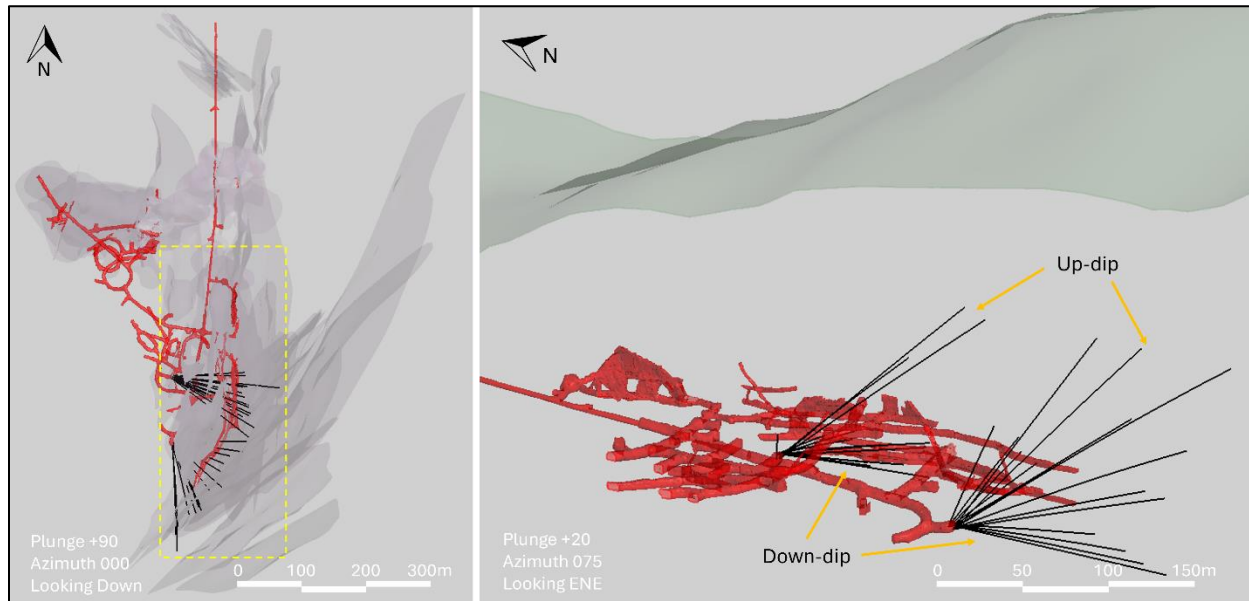 N
Plunge +90
Azimuth 000
Looking Down
0 100 200 300m
N
Up-dip
Down-dip
Plunge +20
Azimuth 075
Looking ENE
0 50 100 150m